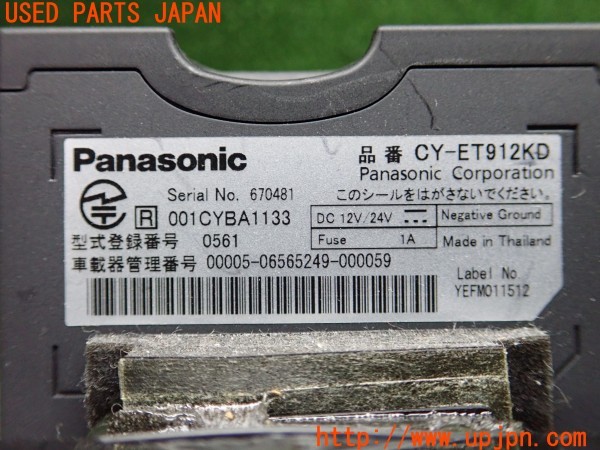 USED PARTS JAPAN
Panasonic
品番 CY-ET912KD
Panasonic Corporation
Serial No. 670481
このシールをはがさないでください。
R 001CYBA1133
DC 12V/24V
Negative Ground
型式登録番号 0561
Fuse 1A
Made in Thailand
車載器管理番号 00005-06565249-000059
Label No
YEFM011512
http://www.upjpn.com